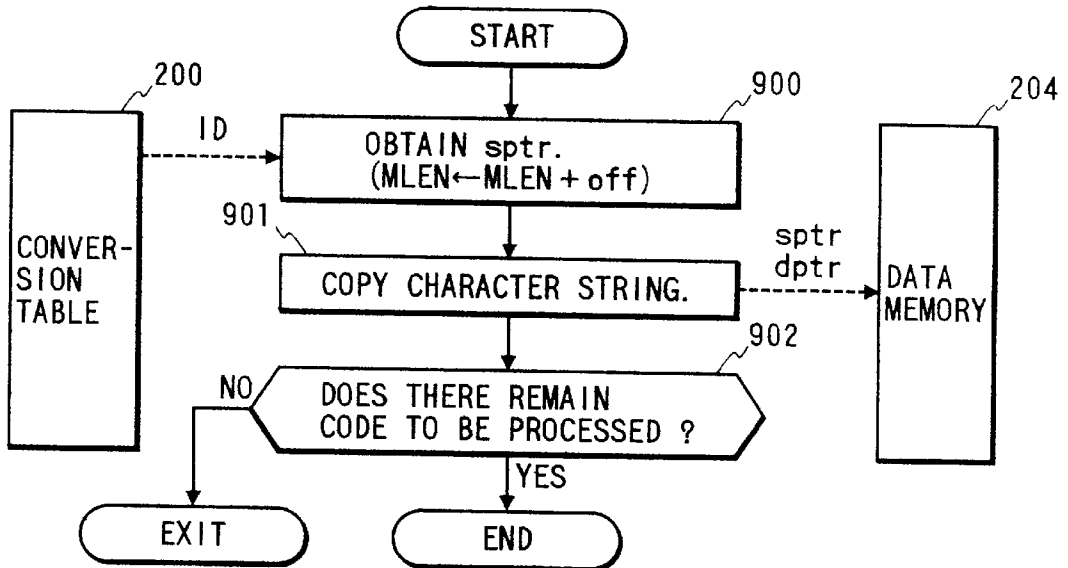 START
200
900
204
ID
OBTAIN sptr.
(MLEN←MLEN + off)
901
CONVER-
SION
TABLE
COPY CHARACTER STRING.
sptr
dptr
DATA
MEMORY
902
NO
DOES THERE REMAIN
CODE TO BE PROCESSED ?
YES
EXIT
END